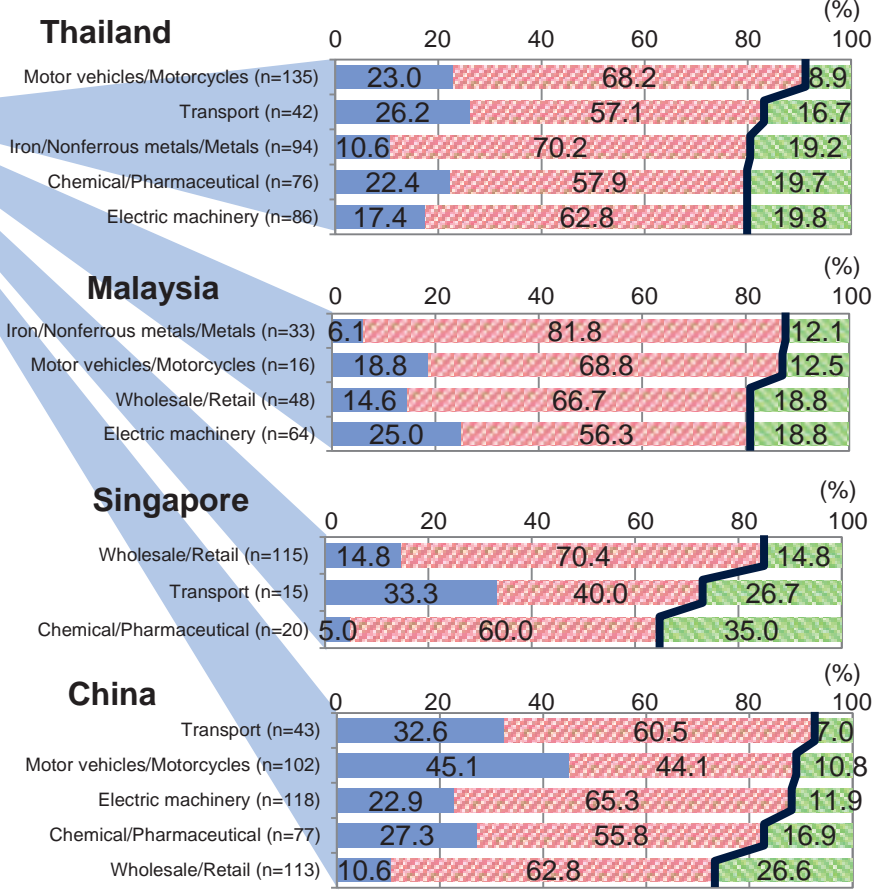 Thailand
(%)
0 20 40 60 80 100
Motor vehicles/Motorcycles (n=135) 23.0 68.2 8.9
Transport (n=42) 26.2 57.1 16.7
Iron/Nonferrous metals/Metals (n=94) 10.6 70.2 19.2
Chemical/Pharmaceutical (n=76) 22.4 57.9 19.7
Electric machinery (n=86) 17.4 62.8 19.8
Malaysia
(%)
0 20 40 60 80 100
Iron/Nonferrous metals/Metals (n=33) 6.1 81.8 12.1
Motor vehicles/Motorcycles (n=16) 18.8 68.8 12.5
Wholesale/Retail (n=48) 14.6 66.7 18.8
Electric machinery (n=64) 25.0 56.3 18.8
Singapore
(%)
0 20 40 60 80 100
Wholesale/Retail (n=115) 14.8 70.4 14.8
Transport (n=15) 33.3 40.0 26.7
Chemical/Pharmaceutical (n=20) 5.0 60.0 35.0
China
(%)
0 20 40 60 80 100
Transport (n=43) 32.6 60.5 7.0
Motor vehicles/Motorcycles (n=102) 45.1 44.1 10.8
Electric machinery (n=118) 22.9 65.3 11.9
Chemical/Pharmaceutical (n=77) 27.3 55.8 16.9
Wholesale/Retail (n=113) 10.6 62.8 26.6